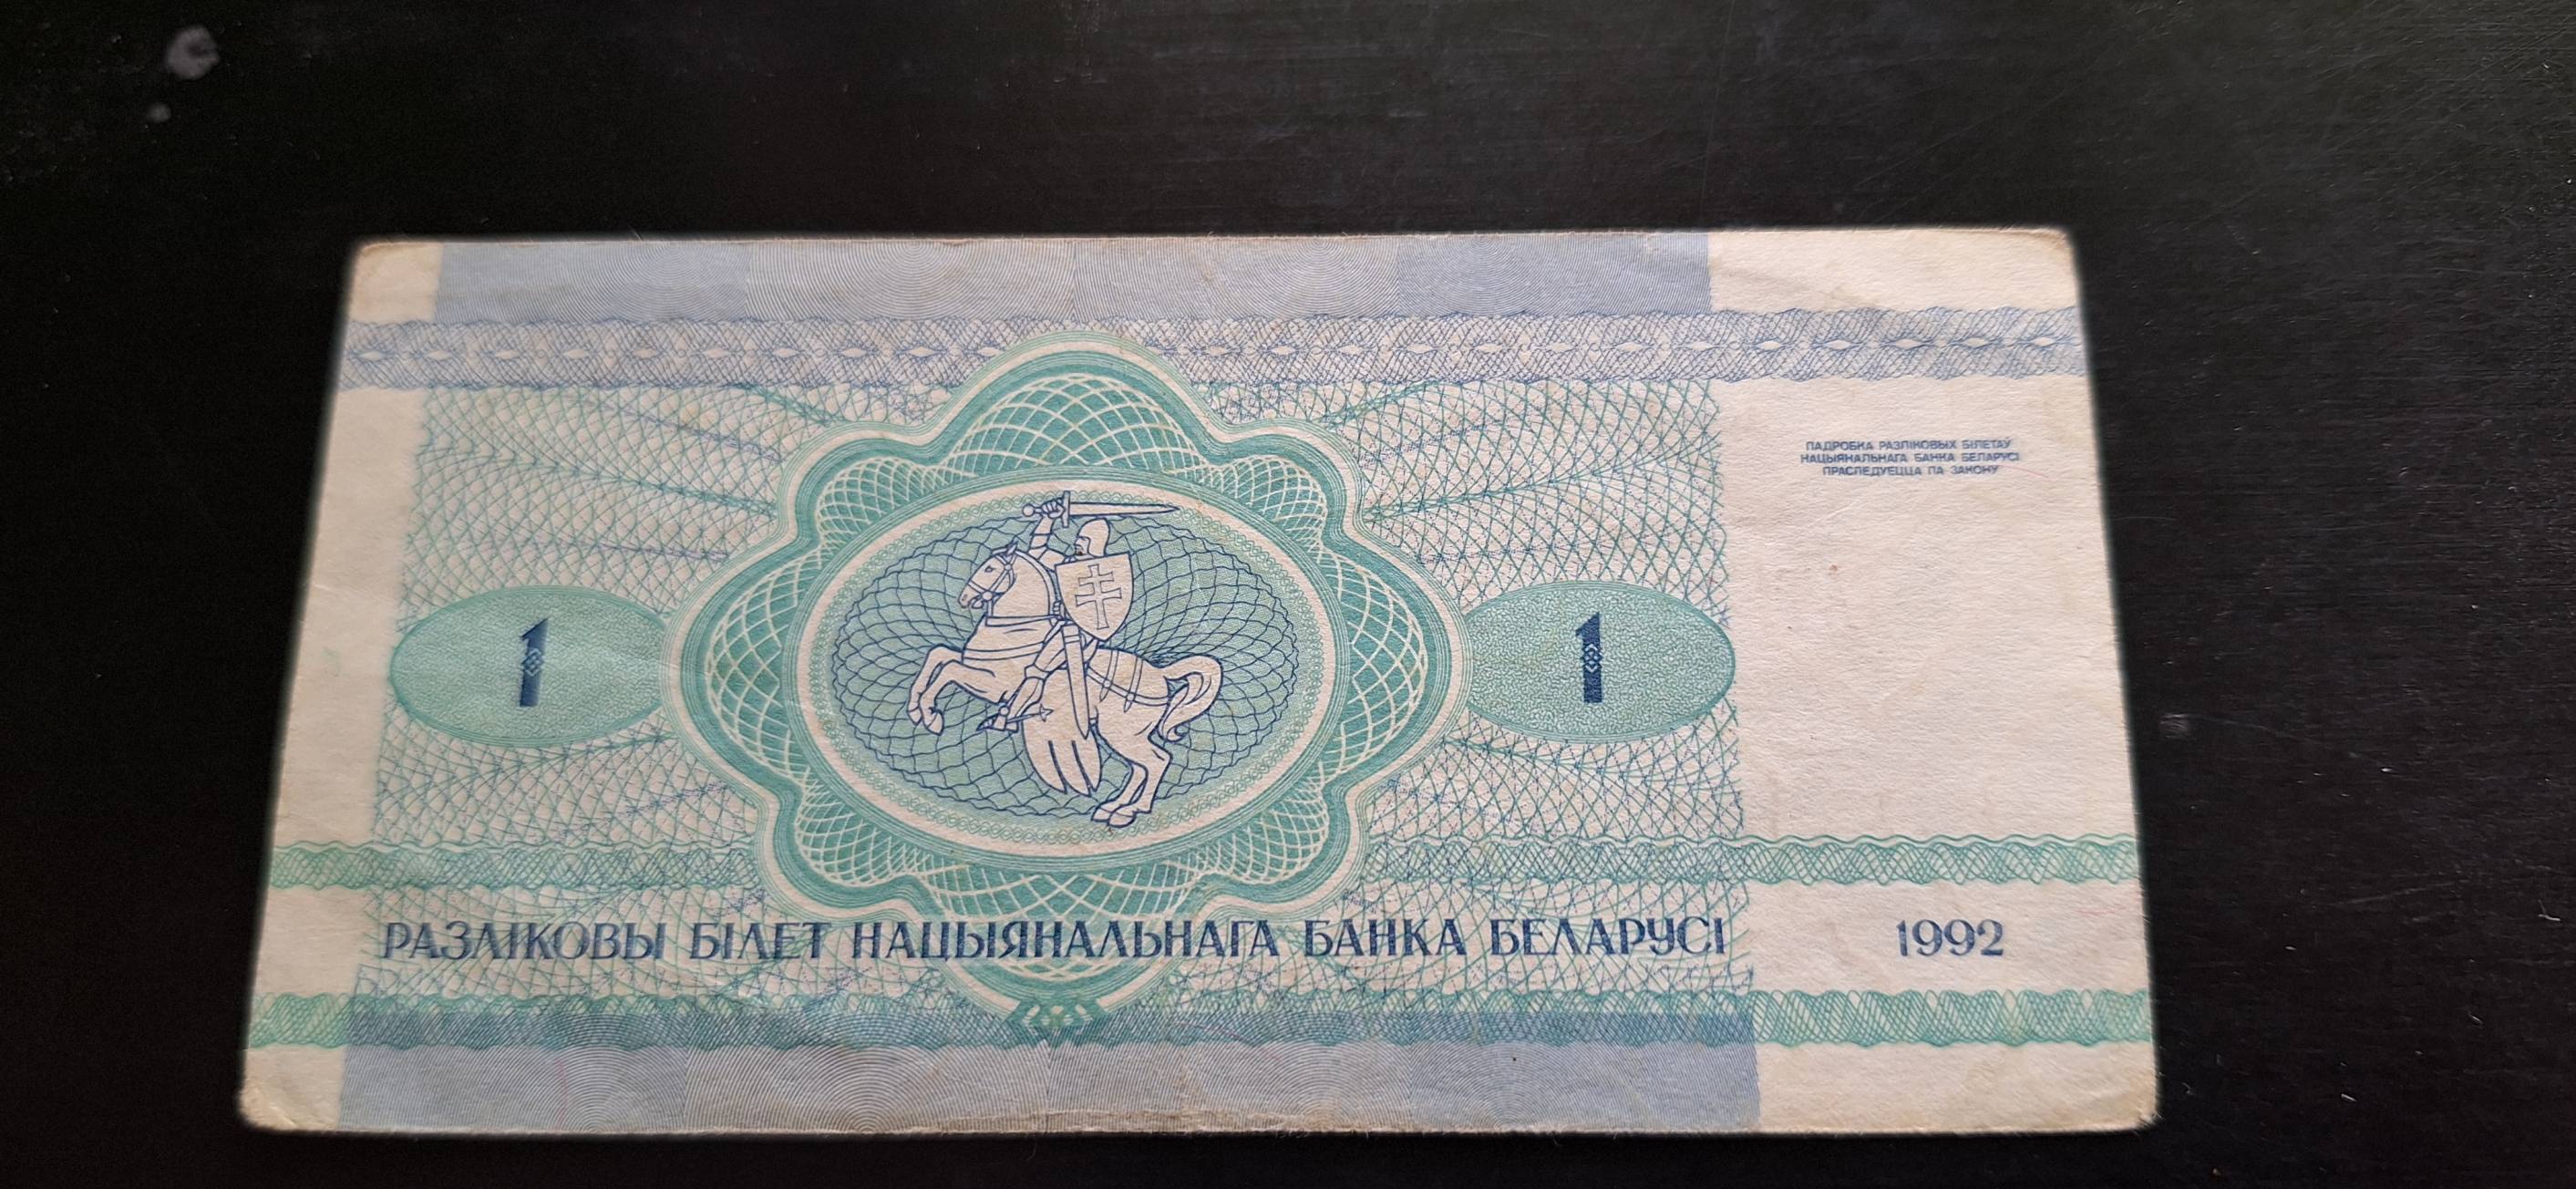 ПАДРОБКА РАЗЛІКОВЫХ БІЛЕТАЎ
НАЦЫЯНАЛЬНАГА БАНКА БЕЛАРУСІ
ПРАСЛЕДУЕЦЦА ПА ЗАКОНУ
1 1
РАЗЛІКОВЫ БІЛЕТ НАЦЫЯНАЛЬНАГА БАНКА БЕЛАРУСІ 1992